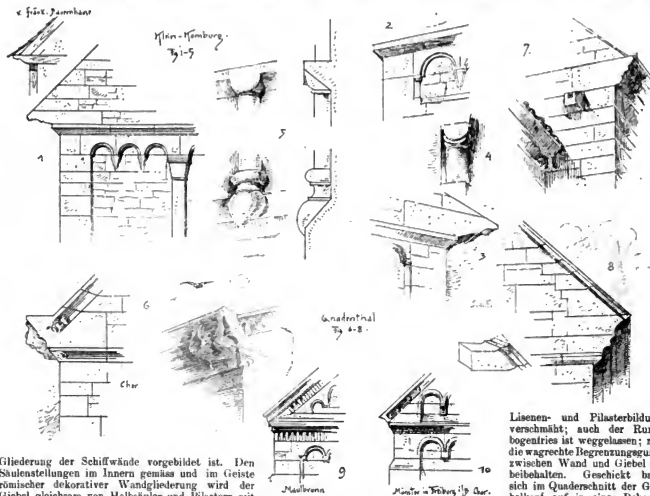 v. fränk. Bauernhaus
Klein-Komburg.
Fig 1-5
1
2
3
4
5
6
7.
8
Chor
Gnadenthal
Fig. 6-8.
9
Maulbronn
10
Münster in Freiburg i/B Chor.
Gliederung der Schiffwände vorgebildet ist. Den
Säulenstellungen im Innern gemäss und im Geiste
römischer dekorativer Wandgliederung wird der
Lisenen- und Pilasterbildu
verschmäht; auch der Run
bogenfries ist weggelassen; n
die wagrechte Begrenzungsgu
zwischen Wand und Giebel
beibehalten. Geschickt ba
sich im Quaderschnitt der G